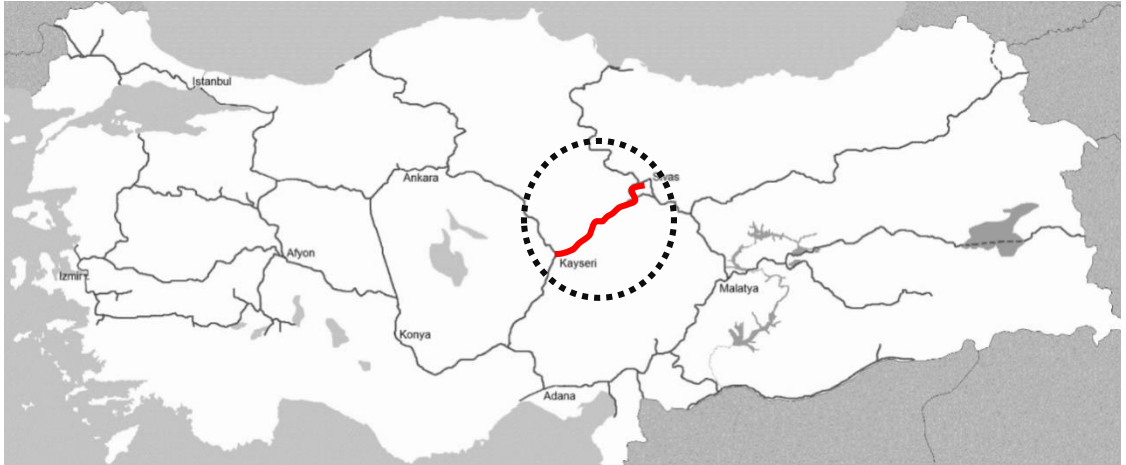 Istanbul
Ankara
Sivas
Afyon
Kayseri
Izmir
Malatya
Konya
Adana